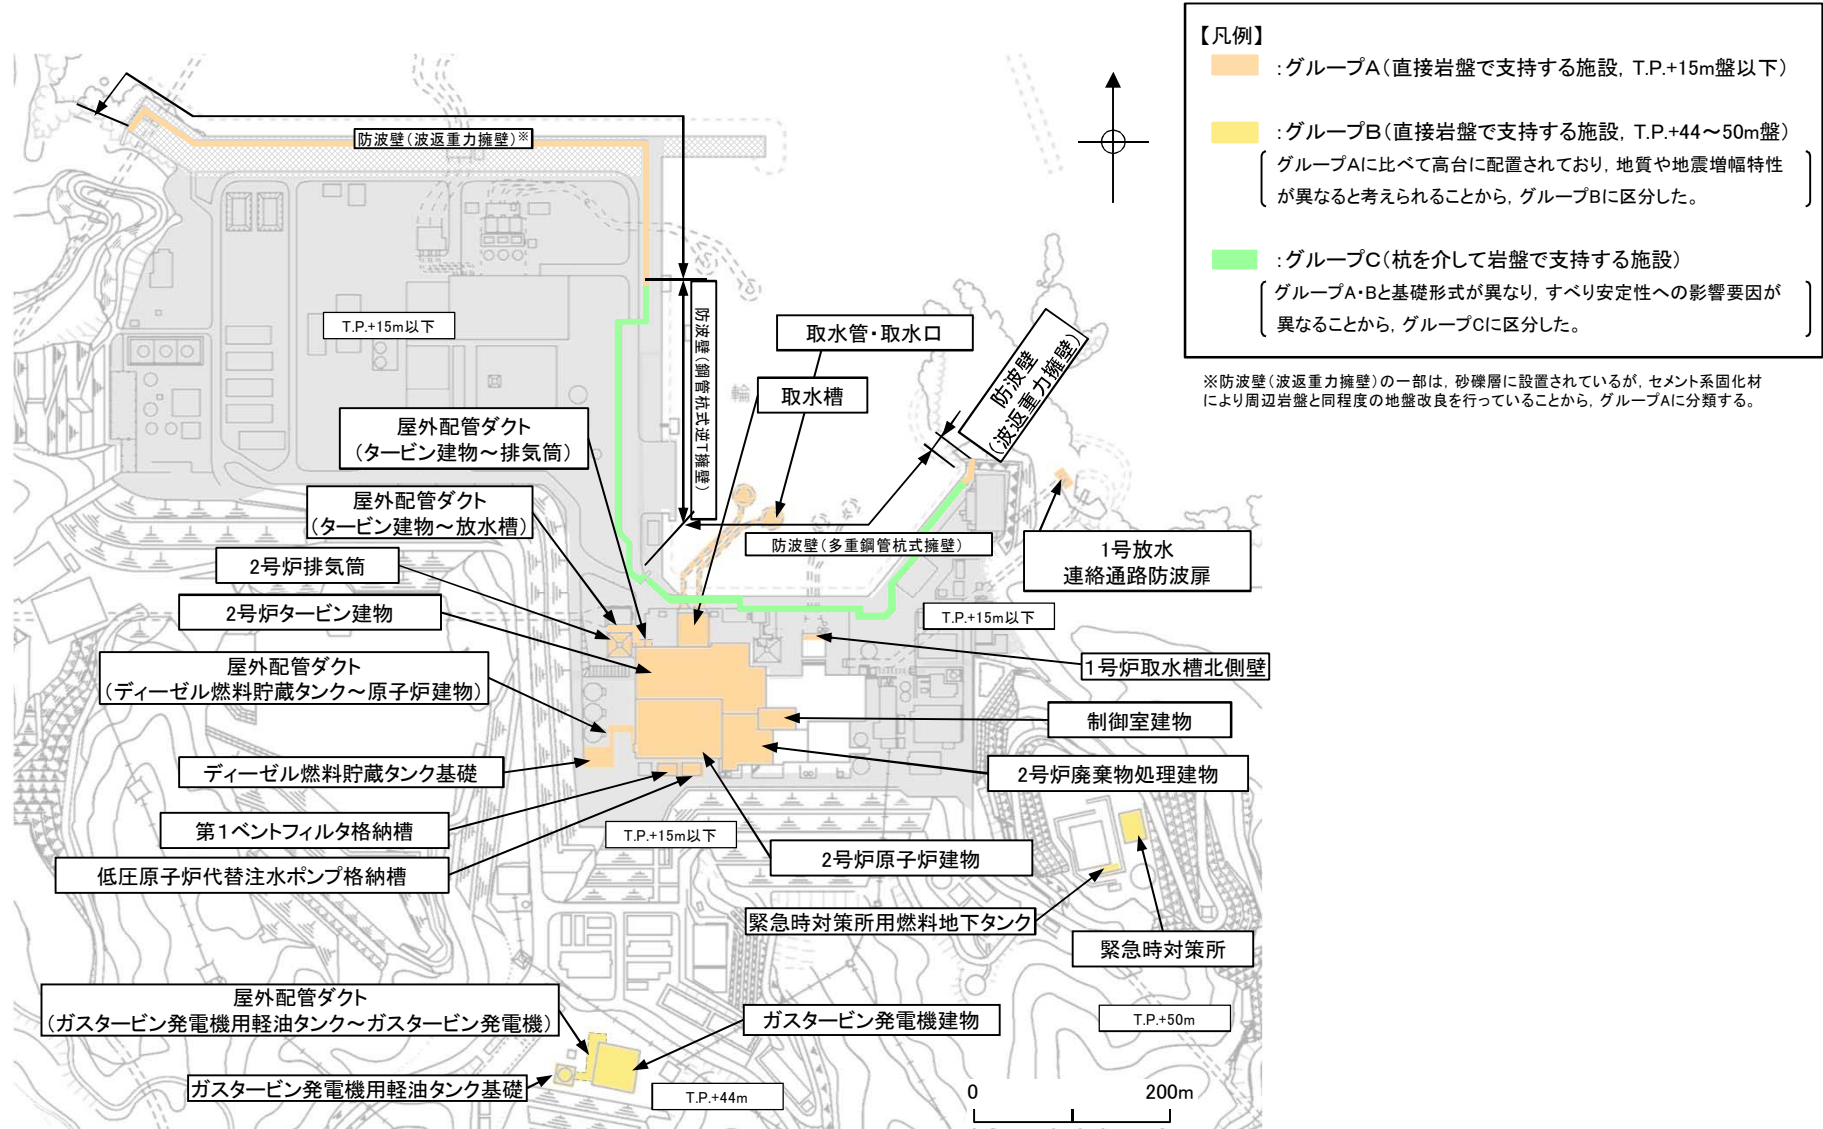 【凡例】
:グループA(直接岩盤で支持する施設, T.P.+15m盤以下)
:グループB(直接岩盤で支持する施設, T.P.+44~50m盤)
グループAに比べて高台に配置されており, 地質や地震増幅特性
が異なると考えられることから, グループBに区分した。
:グループC(杭を介して岩盤で支持する施設)
グループA・Bと基礎形式が異なり, すべり安定性への影響要因が
異なることから, グループCに区分した。
※防波壁(波返重力擁壁)の一部は, 砂礫層に設置されているが, セメント系固化材
により周辺岩盤と同程度の地盤改良を行っていることから, グループAに分類する。
防波壁(波返重力擁壁)※
T.P.+15m以下
防波壁(鋼管杭式逆T擁壁)
輪
取水管・取水口
取水槽
防波壁
(波返重力擁壁)
屋外配管ダクト
(タービン建物~排気筒)
屋外配管ダクト
(タービン建物~放水槽)
防波壁(多重鋼管杭式擁壁)
1号放水
連絡通路防波扉
2号炉排気筒
2号炉タービン建物
T.P.+15m以下
屋外配管ダクト
(ディーゼル燃料貯蔵タンク~原子炉建物)
1号炉取水槽北側壁
制御室建物
ディーゼル燃料貯蔵タンク基礎
2号炉廃棄物処理建物
第1ベントフィルタ格納槽
T.P.+15m以下
2号炉原子炉建物
低圧原子炉代替注水ポンプ格納槽
緊急時対策所用燃料地下タンク
緊急時対策所
屋外配管ダクト
(ガスタービン発電機用軽油タンク~ガスタービン発電機)
ガスタービン発電機建物
T.P.+50m
ガスタービン発電機用軽油タンク基礎
T.P.+44m
0
200m